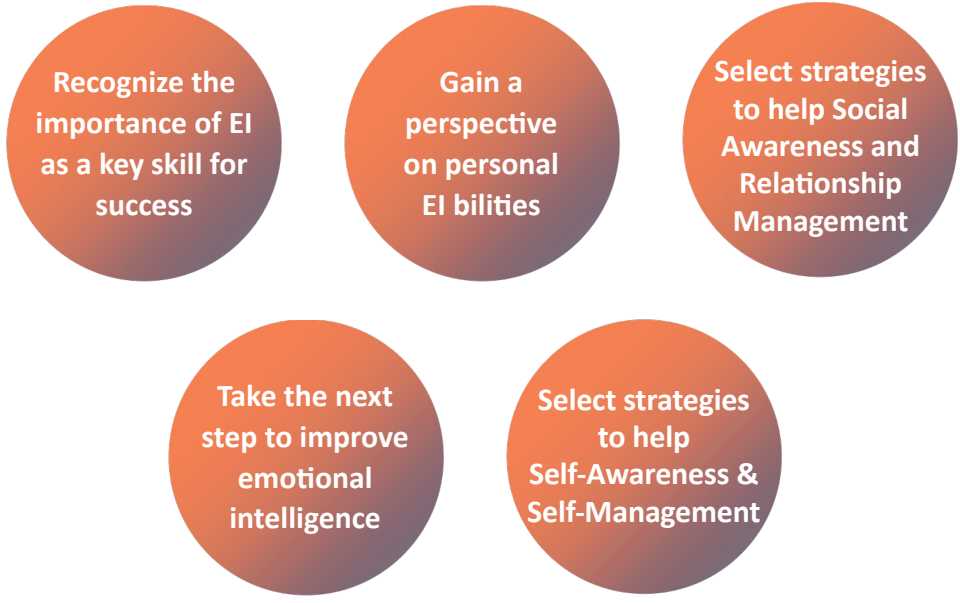 Recognize the
importance of EI
as a key skill for
success
Gain a
perspective
on personal
EI bilities
Select strategies
to help Social
Awareness and
Relationship
Management
Take the next
step to improve
emotional
intelligence
Select strategies
to help
Self-Awareness &
Self-Management